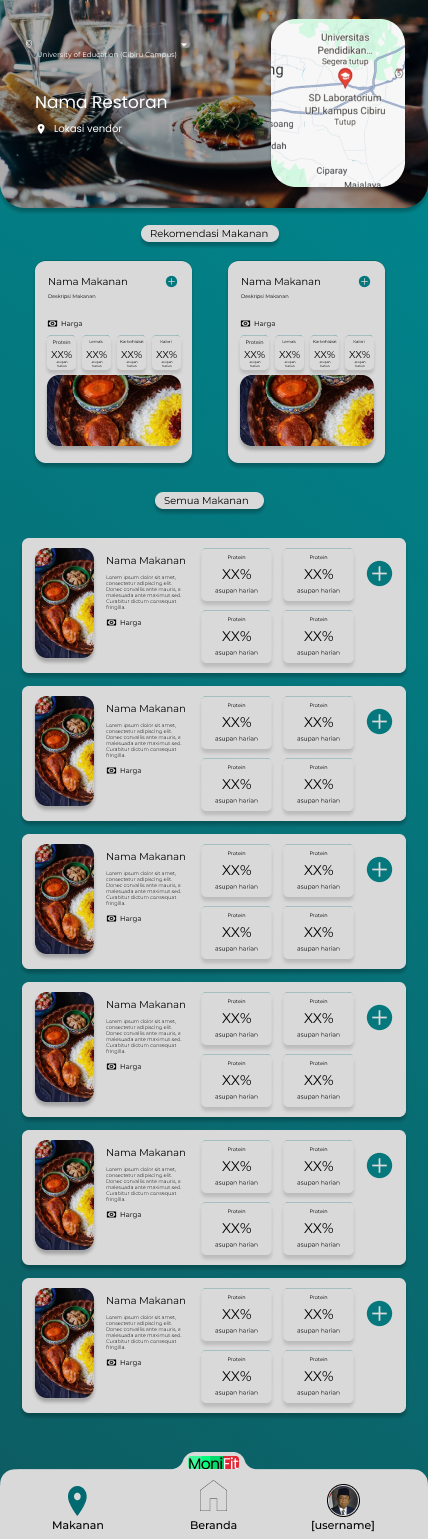 University of Education (Cibiru Campus)
Nama Restoran
Lokasi vendor
Universitas
Pendidikan...
Segera tutup
ng
SD Laboratorium
UPI kampus Cibiru
Tutup
soang
dah
Ciparay
Majalaya
Rekomendasi Makanan
Nama Makanan
Deskripsi Makanan
Harga
Protein Lemak Karbohidrat Kalori
XX% XX% XX% XX%
asupan harian asupan harian asupan harian asupan harian
Nama Makanan
Deskripsi Makanan
Harga
Protein Lemak Karbohidrat Kalori
XX% XX% XX% XX%
asupan harian asupan harian asupan harian asupan harian
Semua Makanan
Nama Makanan
Lorem ipsum dolor sit amet,
consectetur adipiscing elit.
Donec convallis ante mauris, e
malesuada ante maximus sed.
Curabitur dictum consequat
fringilla.
Harga
Protein Protein
XX% XX%
asupan harian asupan harian
Protein Protein
XX% XX%
asupan harian asupan harian
Nama Makanan
Lorem ipsum dolor sit amet,
consectetur adipiscing elit.
Donec convallis ante mauris, e
malesuada ante maximus sed.
Curabitur dictum consequat
fringilla.
Harga
Protein Protein
XX% XX%
asupan harian asupan harian
Protein Protein
XX% XX%
asupan harian asupan harian
Nama Makanan
Lorem ipsum dolor sit amet,
consectetur adipiscing elit.
Donec convallis ante mauris, e
malesuada ante maximus sed.
Curabitur dictum consequat
fringilla.
Harga
Protein Protein
XX% XX%
asupan harian asupan harian
Protein Protein
XX% XX%
asupan harian asupan harian
Nama Makanan
Lorem ipsum dolor sit amet,
consectetur adipiscing elit.
Donec convallis ante mauris, e
malesuada ante maximus sed.
Curabitur dictum consequat
fringilla.
Harga
Protein Protein
XX% XX%
asupan harian asupan harian
Protein Protein
XX% XX%
asupan harian asupan harian
Nama Makanan
Lorem ipsum dolor sit amet,
consectetur adipiscing elit.
Donec convallis ante mauris, e
malesuada ante maximus sed.
Curabitur dictum consequat
fringilla.
Harga
Protein Protein
XX% XX%
asupan harian asupan harian
Protein Protein
XX% XX%
asupan harian asupan harian
Nama Makanan
Lorem ipsum dolor sit amet,
consectetur adipiscing elit.
Donec convallis ante mauris, e
malesuada ante maximus sed.
Curabitur dictum consequat
fringilla.
Harga
Protein Protein
XX% XX%
asupan harian asupan harian
Protein Protein
XX% XX%
asupan harian asupan harian
MoniFit
Makanan
Beranda
[username]